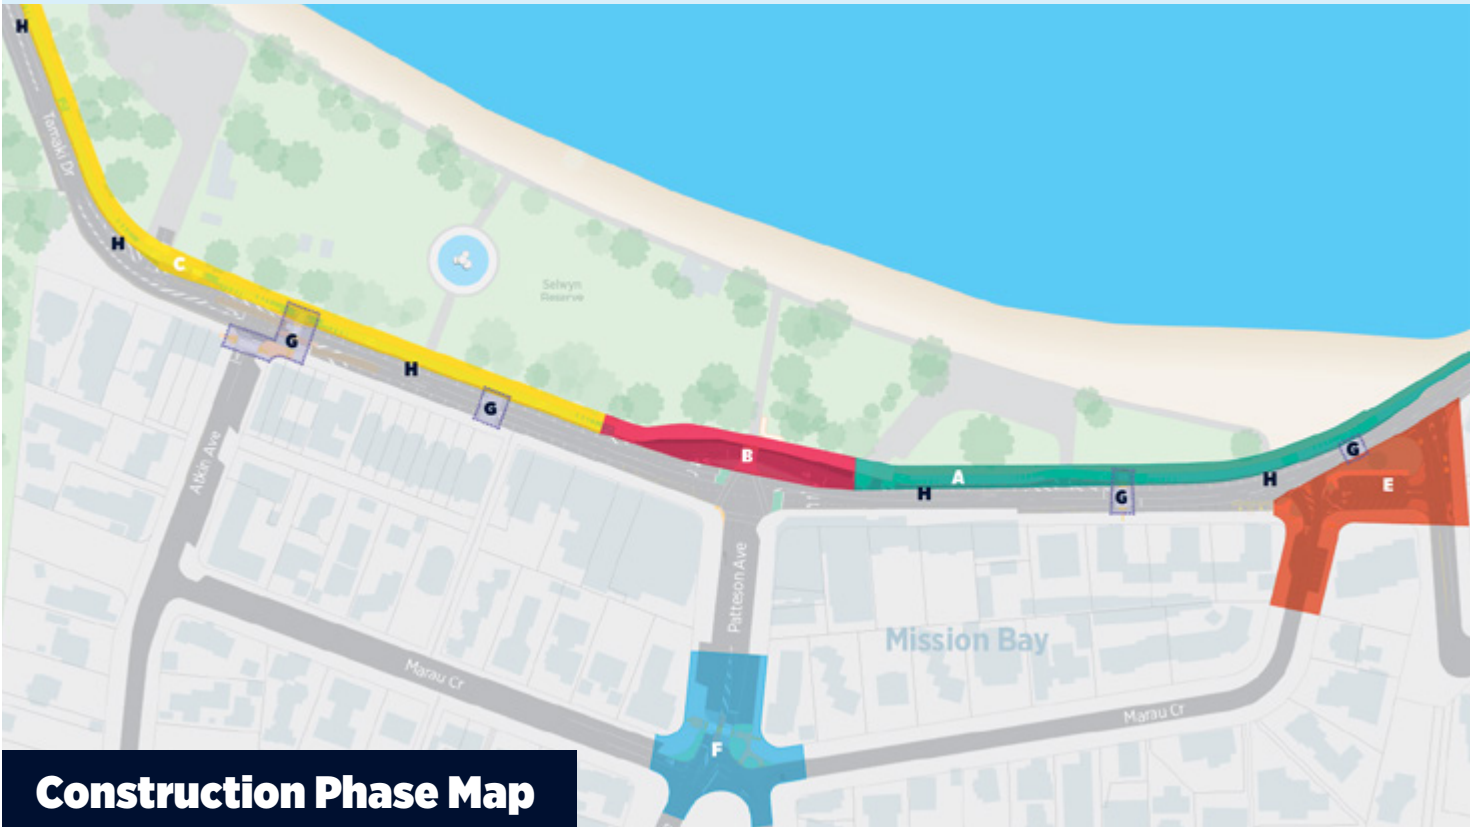 H
Tamaki Dr
H
C
Selwyn
Reserve
G
H
G
B
A
H
G
H
G
E
Atkin Ave
Patteson Ave
Mission Bay
Marau Cr
Marau Cr
F
Construction Phase Map